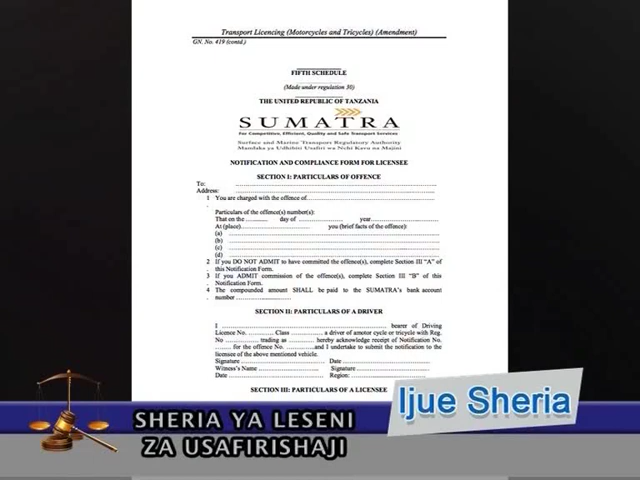 Transport Licencing (Motorcycles and Tricycles) (Amendment)
GN. No. 419 (contd.)
FIFTH SCHEDULE
(Made under regulation 30)
THE UNITED REPUBLIC OF TANZANIA
SUMATRA
For Competitive, Efficient, Quality and Safe Transport Services
Surface and Marine Transport Regulatory Authority
Mamlaka ya Udhibiti Usafiri wa Nchi Kavu na Majini
NOTIFICATION AND COMPLIANCE FORM FOR LICENSEE
SECTION I: PARTICULARS OF OFFENCE
To: ....................
Address: ....................
1. You are charged with the offence of....................
Particulars of the offence(s) number(s):
That on the ........... day of .................... year....................
At (place).................... you (brief facts of the offence):
(a) ....................
(b) ....................
(c) ....................
(d) ....................
2. If you DO NOT ADMIT to have committed the offence(s), complete Section III "A" of
this Notification Form.
3. If you ADMIT commission of the offence(s), complete Section III "B" of this
Notification Form.
4. The compounded amount SHALL be paid to the SUMATRA's bank account
number ....................
SECTION II: PARTICULARS OF A DRIVER
I .................... bearer of Driving
Licence No. ........... Class ........... a driver of amotor cycle or tricycle with Reg.
No ........... trading as ........... hereby acknowledge receipt of Notification No.
........ for the offence No. ...........and I undertake to submit the notification to the
licensee of the above mentioned vehicle.
Signature .................... Date ....................
Witness's Name .................... Signature ....................
Date .................... Region: ....................
SECTION III: PARTICULARS OF A LICENSEE
Ijue Sheria
SHERIA YA LESENI
ZA USAFIRISHAJI